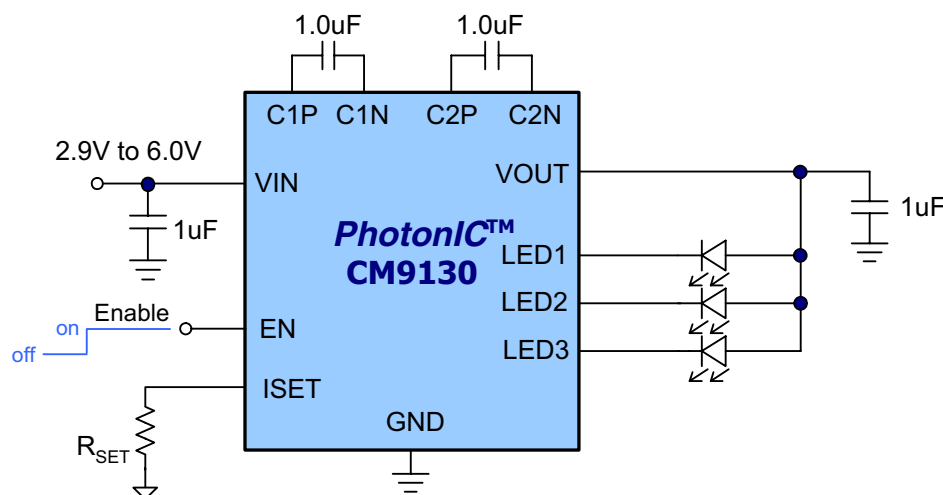 1.0uF
1.0uF
C1P
C1N
C2P
C2N
2.9V to 6.0V
VIN
VOUT
1uF
1uF
PhotonIC™
CM9130
LED1
LED2
LED3
Enable
on
off
EN
ISET
RSET
GND